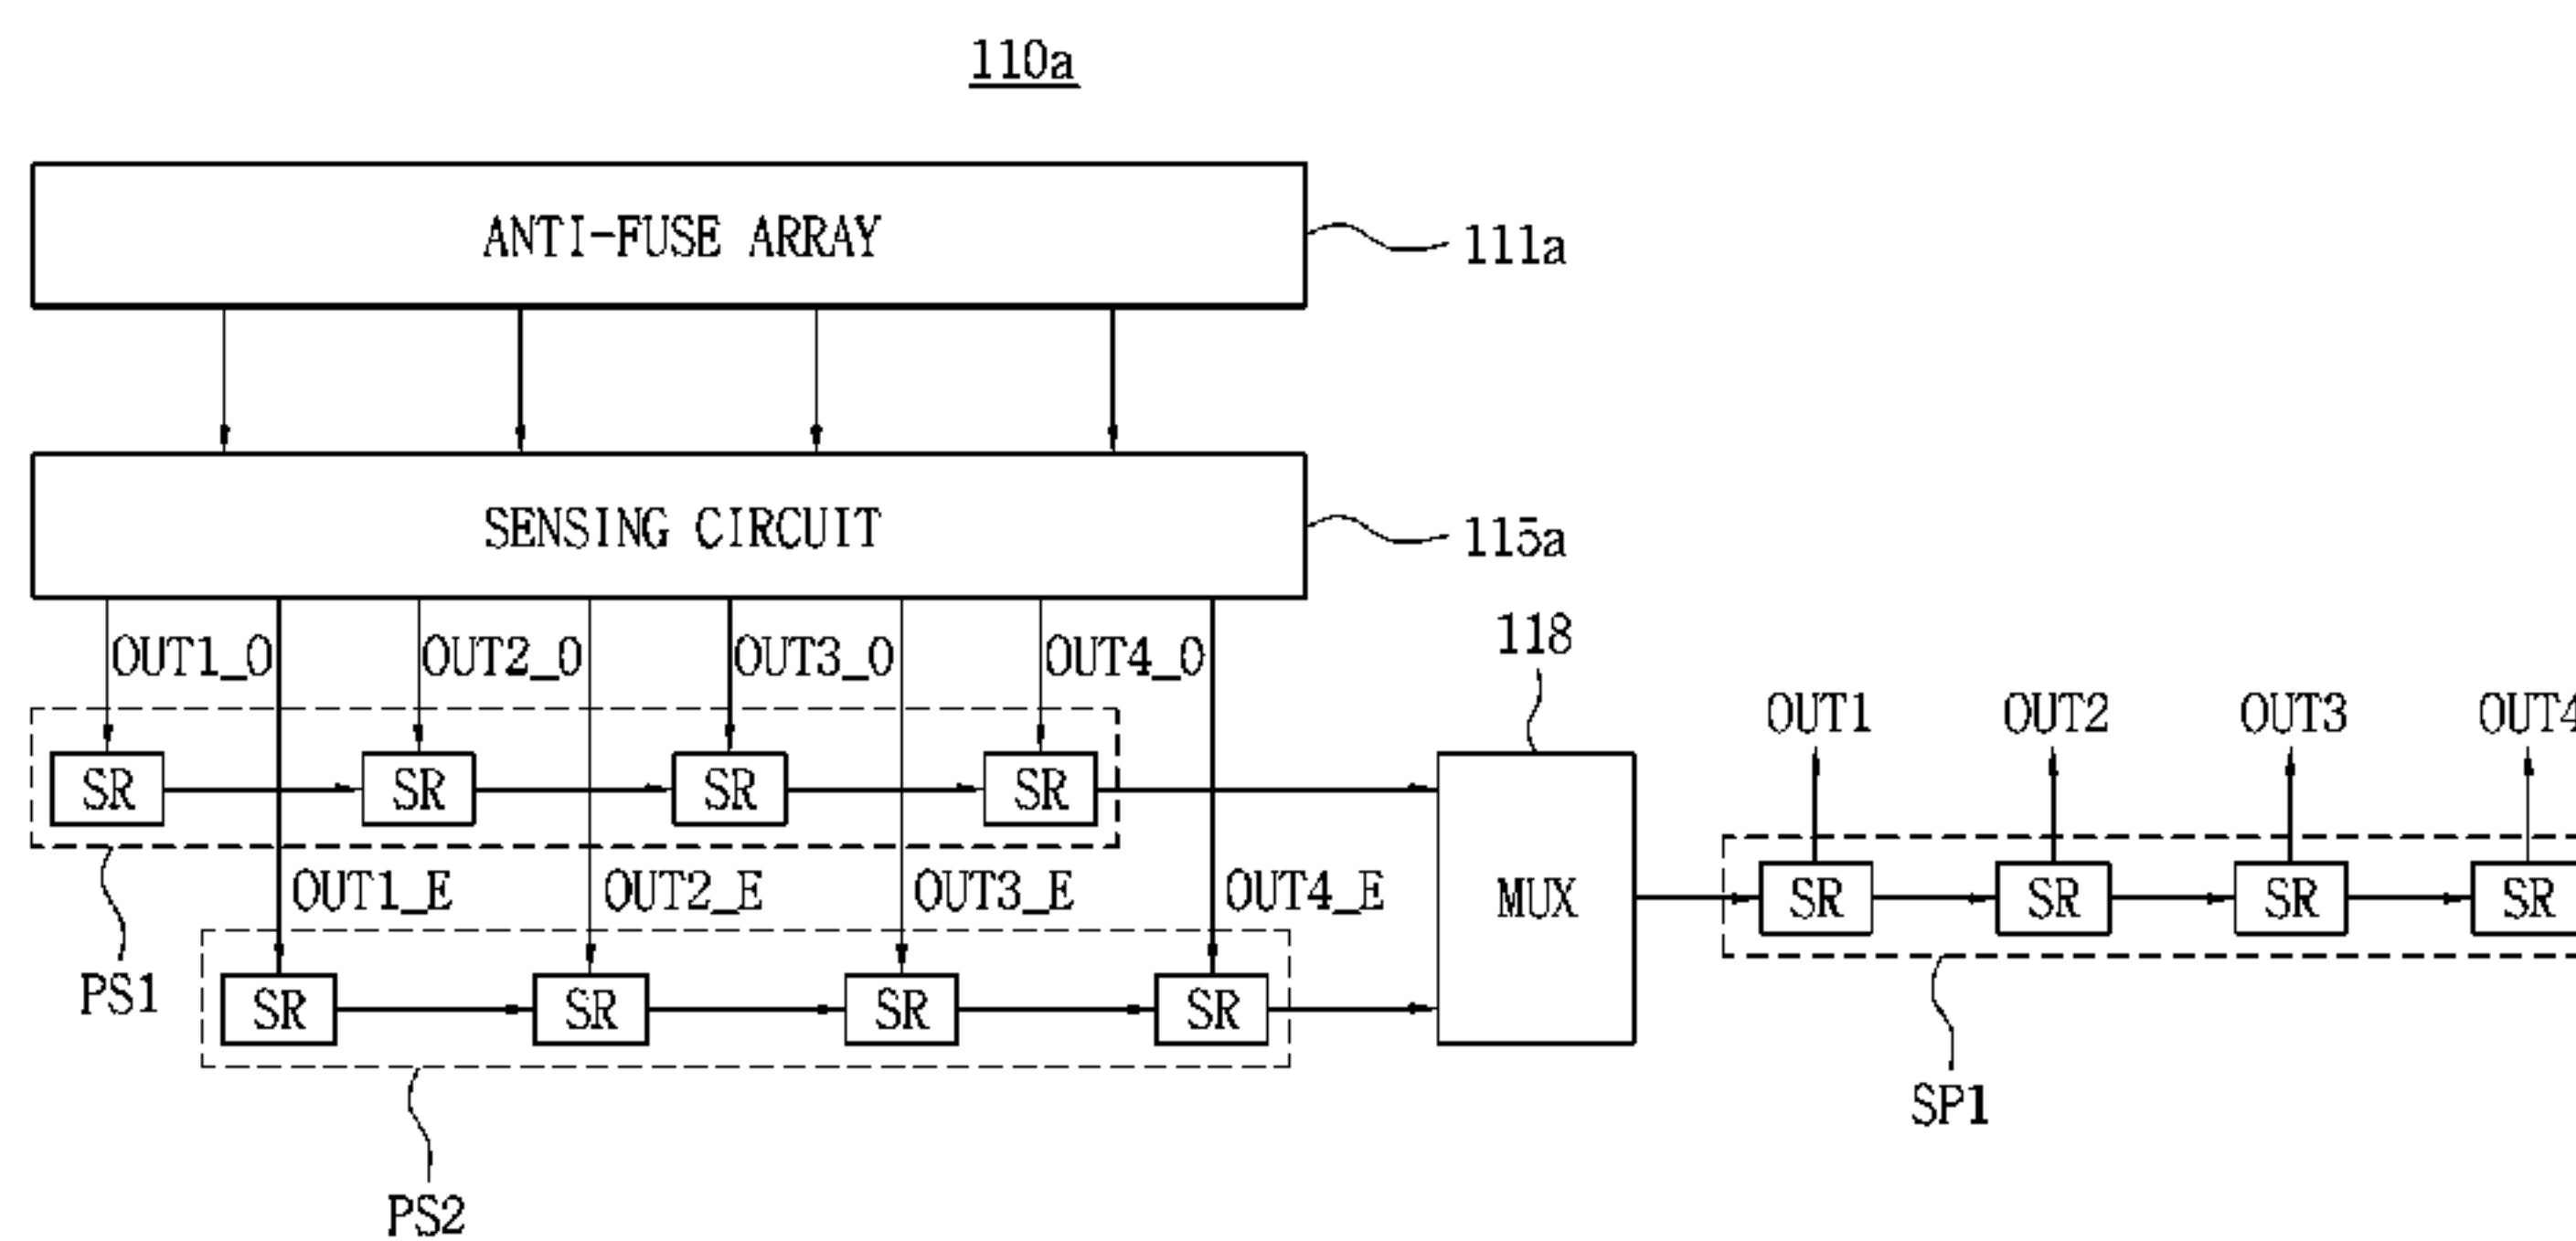 110a
ANTI-FUSE ARRAY
111a
SENSING CIRCUIT
115a
OUT1_O OUT2_O OUT3_O OUT4_O
118
OUT1 OUT2 OUT3 OUT4
SR SR SR SR
PS1
OUT1_E OUT2_E OUT3_E OUT4_E
MUX
SR SR SR SR
SR SR SR SR
PS2
SP1